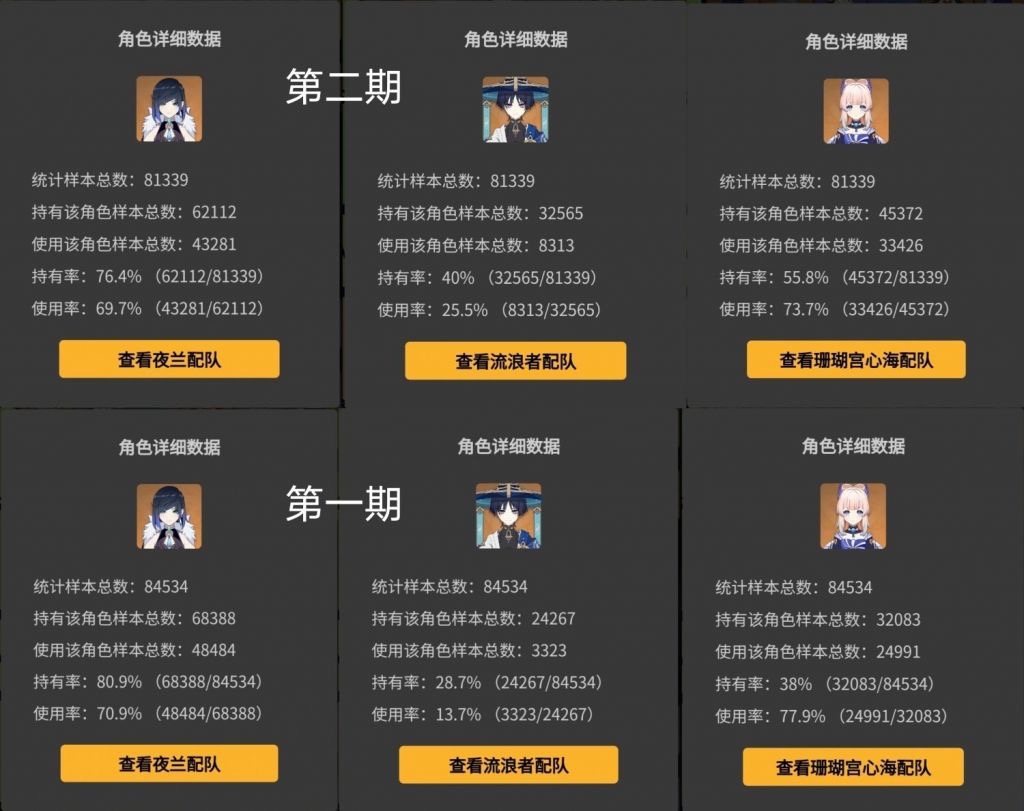 第二期
角色详细数据
统计样本总数：81339
持有该角色样本总数：62112
使用该角色样本总数：43281
持有率：76.4% （62112/81339）
使用率：69.7% （43281/62112）
查看夜兰配队
角色详细数据
统计样本总数：81339
持有该角色样本总数：32565
使用该角色样本总数：8313
持有率：40% （32565/81339）
使用率：25.5% （8313/32565）
查看流浪者配队
角色详细数据
统计样本总数：81339
持有该角色样本总数：45372
使用该角色样本总数：33426
持有率：55.8% （45372/81339）
使用率：73.7% （33426/45372）
查看珊瑚宫心海配队
第一期
角色详细数据
统计样本总数：84534
持有该角色样本总数：68388
使用该角色样本总数：48484
持有率：80.9% （68388/84534）
使用率：70.9% （48484/68388）
查看夜兰配队
角色详细数据
统计样本总数：84534
持有该角色样本总数：24267
使用该角色样本总数：3323
持有率：28.7% （24267/84534）
使用率：13.7% （3323/24267）
查看流浪者配队
角色详细数据
统计样本总数：84534
持有该角色样本总数：32083
使用该角色样本总数：24991
持有率：38% （32083/84534）
使用率：77.9% （24991/32083）
查看珊瑚宫心海配队